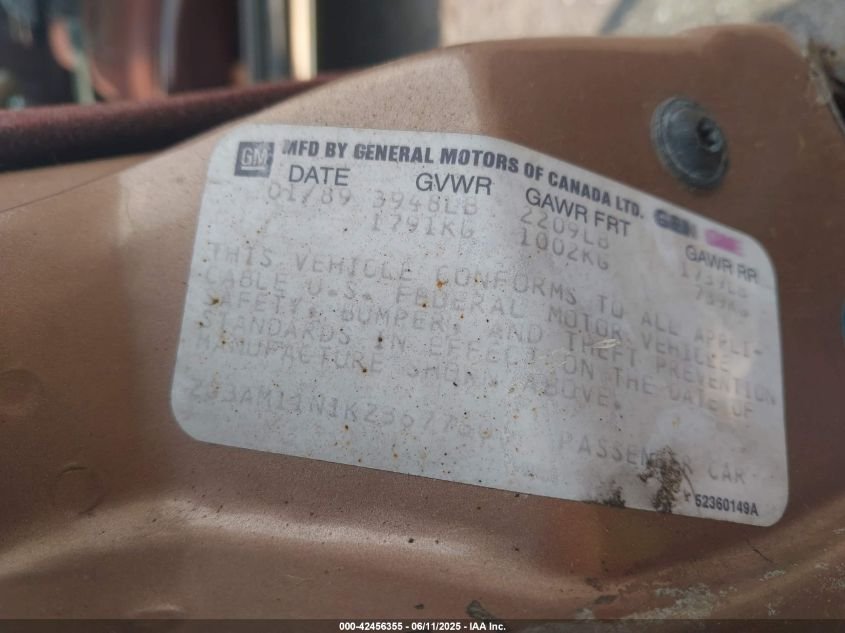 GM MFD BY GENERAL MOTORS OF CANADA LTD.
DATE GVWR GAWR FRT GAWR RR
01/89 3948LB 2209LB 1739LB
1791KG 1002KG 789KG
THIS VEHICLE CONFORMS TO ALL APPLI-
CABLE U.S. FEDERAL MOTOR VEHICLE
SAFETY, BUMPER, AND THEFT PREVENTION
STANDARDS IN EFFECT ON THE DATE OF
MANUFACTURE SHOWN ABOVE.
PASSENGER CAR
52360149A
000-42456355 - 06/11/2025 - IAA Inc.